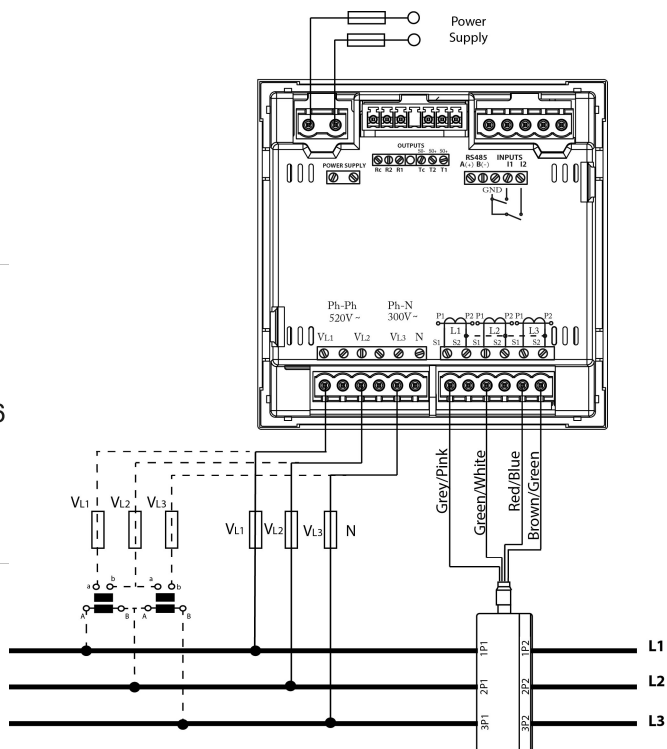 Power
Supply
OUTPUTS
SO- SO+ SO+
POWER SUPPLY
Rc R2 R1 Tc T2 T1
RS485 INPUTS
A(+) B(-) I1 I2
GND
Ph-Ph Ph-N
520V~ 300V~
P1 P2 P1 P2 P1 P2
L1 L2 L3
VL1 VL2 VL3 N
S1 S2 S1 S2 S1 S2
6
Grey/Pink
Green/White
Red/Blue
Brown/Green
VL1 VL2 VL3
VL1 VL2 VL3 N
a b a b
A B A B
1P1 1P2 L1
2P1 2P2 L2
3P1 3P2 L3